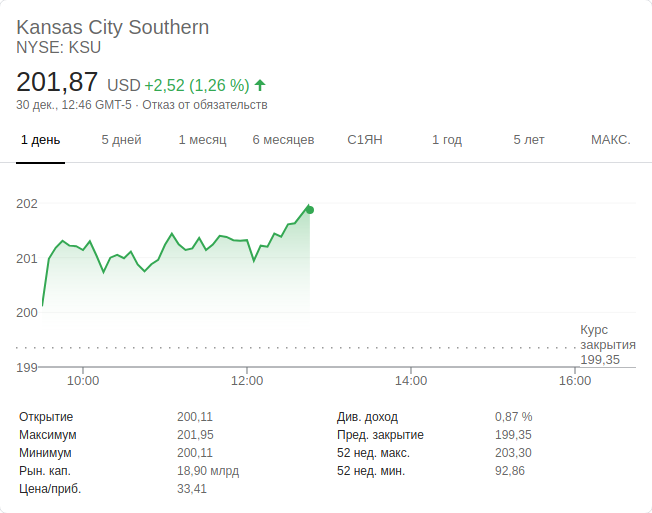 Kansas City Southern
NYSE: KSU
201,87 USD +2,52 (1,26 %)
30 дек., 12:46 GMT-5 · Отказ от обязательств
1 день 5 дней 1 месяц 6 месяцев С1ЯН 1 год 5 лет МАКС.
202
201
200
Курс
закрытия
199,35
199
10:00 12:00 14:00 16:00
Открытие 200,11 Див. доход 0,87 %
Максимум 201,95 Пред. закрытие 199,35
Минимум 200,11 52 нед. макс. 203,30
Рын. кап. 18,90 млрд 52 нед. мин. 92,86
Цена/приб. 33,41